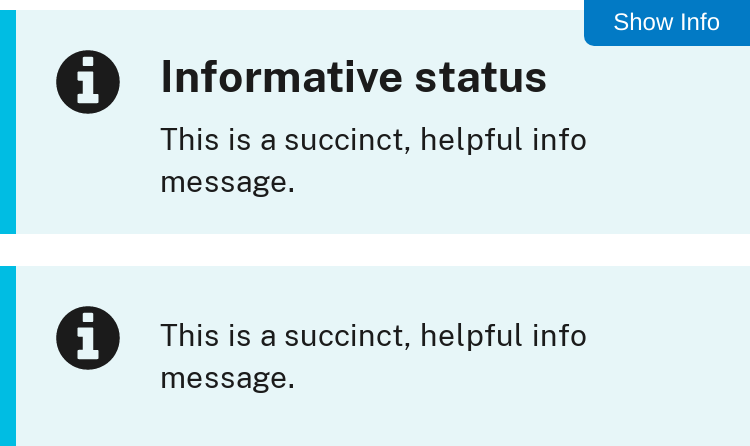 Show Info
Informative status
This is a succinct, helpful info
message.
This is a succinct, helpful info
message.